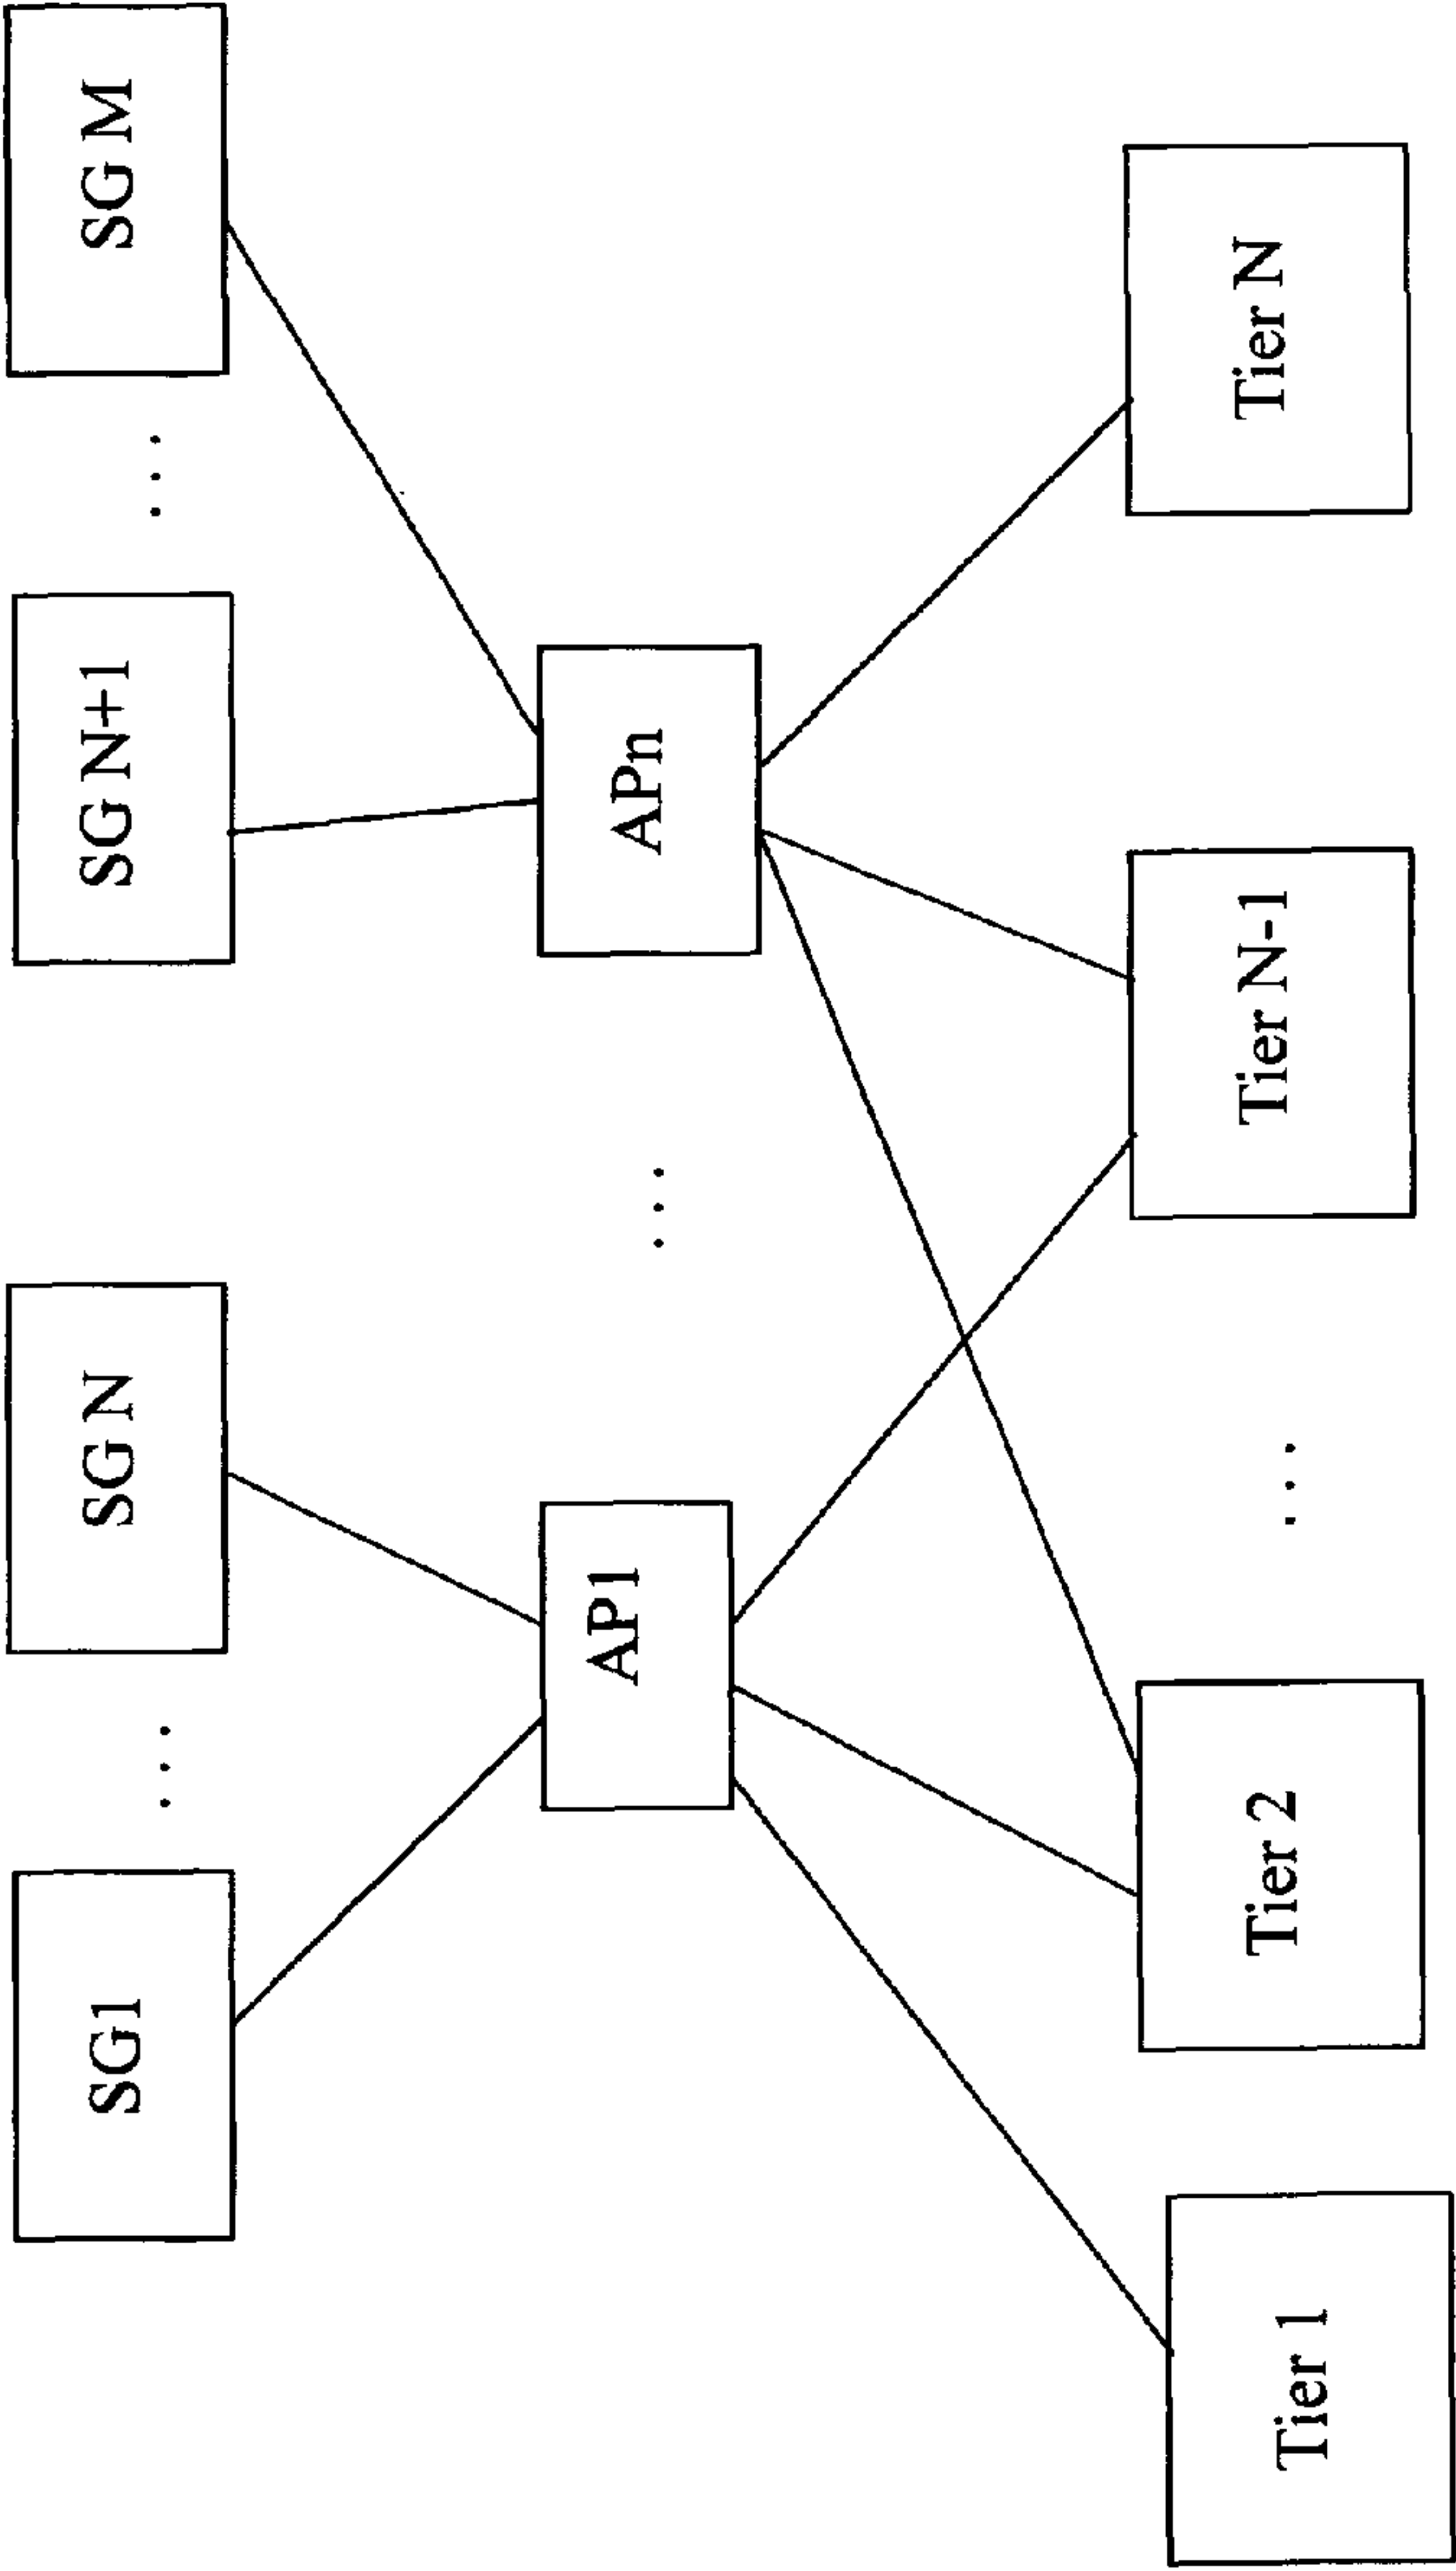 SG1
...
SG N
SG N+1
...
SG M
AP1
...
APn
Tier 1
Tier 2
...
Tier N-1
Tier N